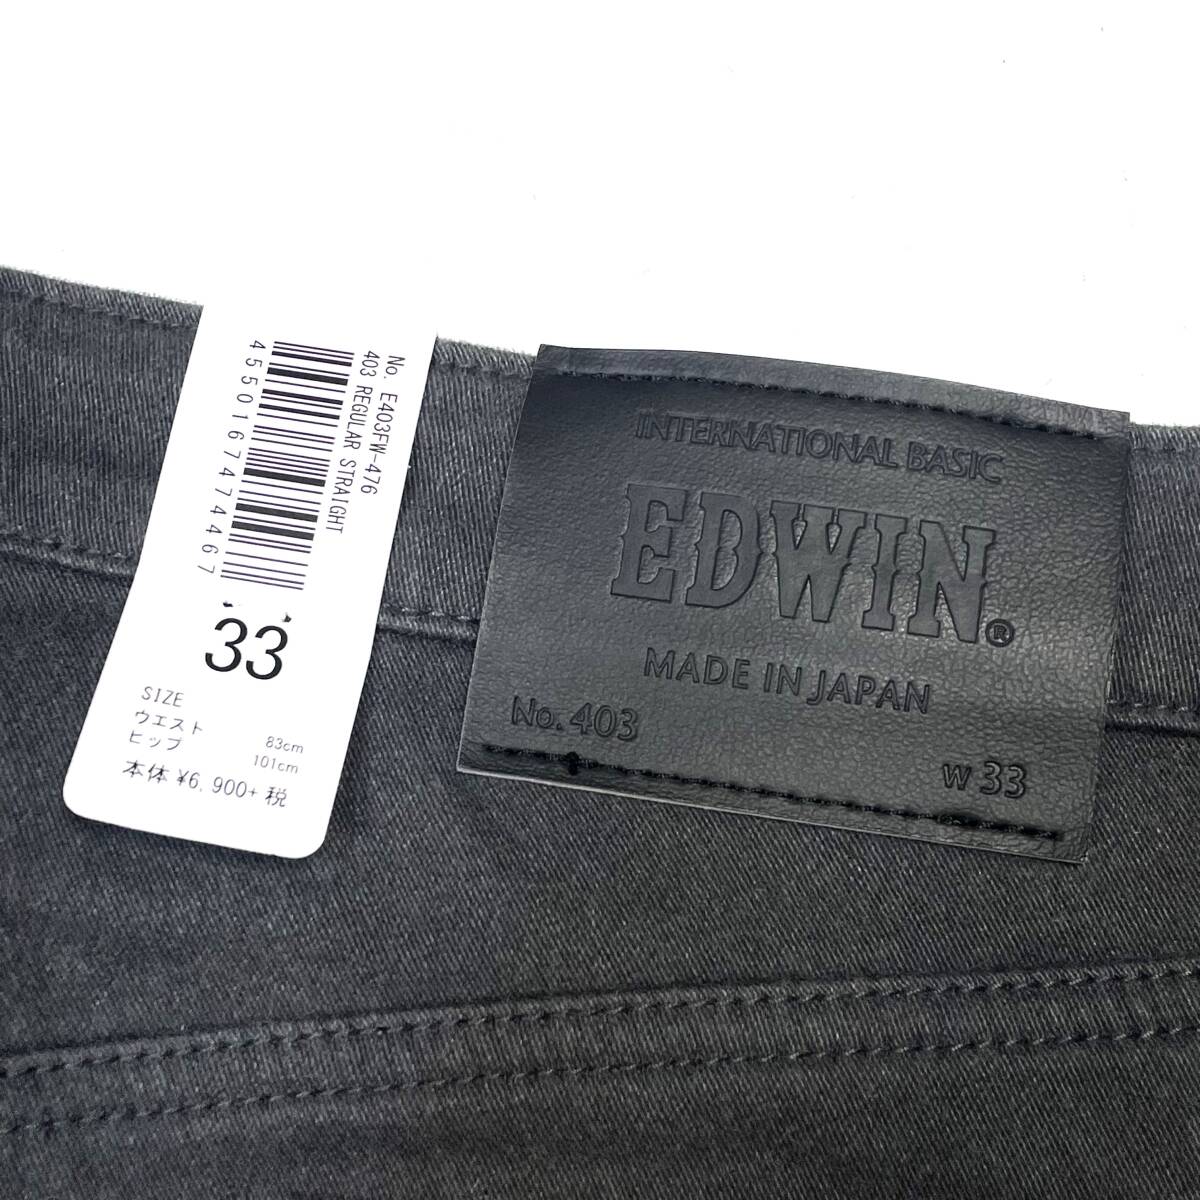 No. E403FW-476
403 REGULAR STRAIGHT
4550167474467
33
SIZE
ウエスト 83cm
ヒップ 101cm
本体 ¥6,900+税
INTERNATIONAL BASIC
EDWIN®
MADE IN JAPAN
No. 403
w 33